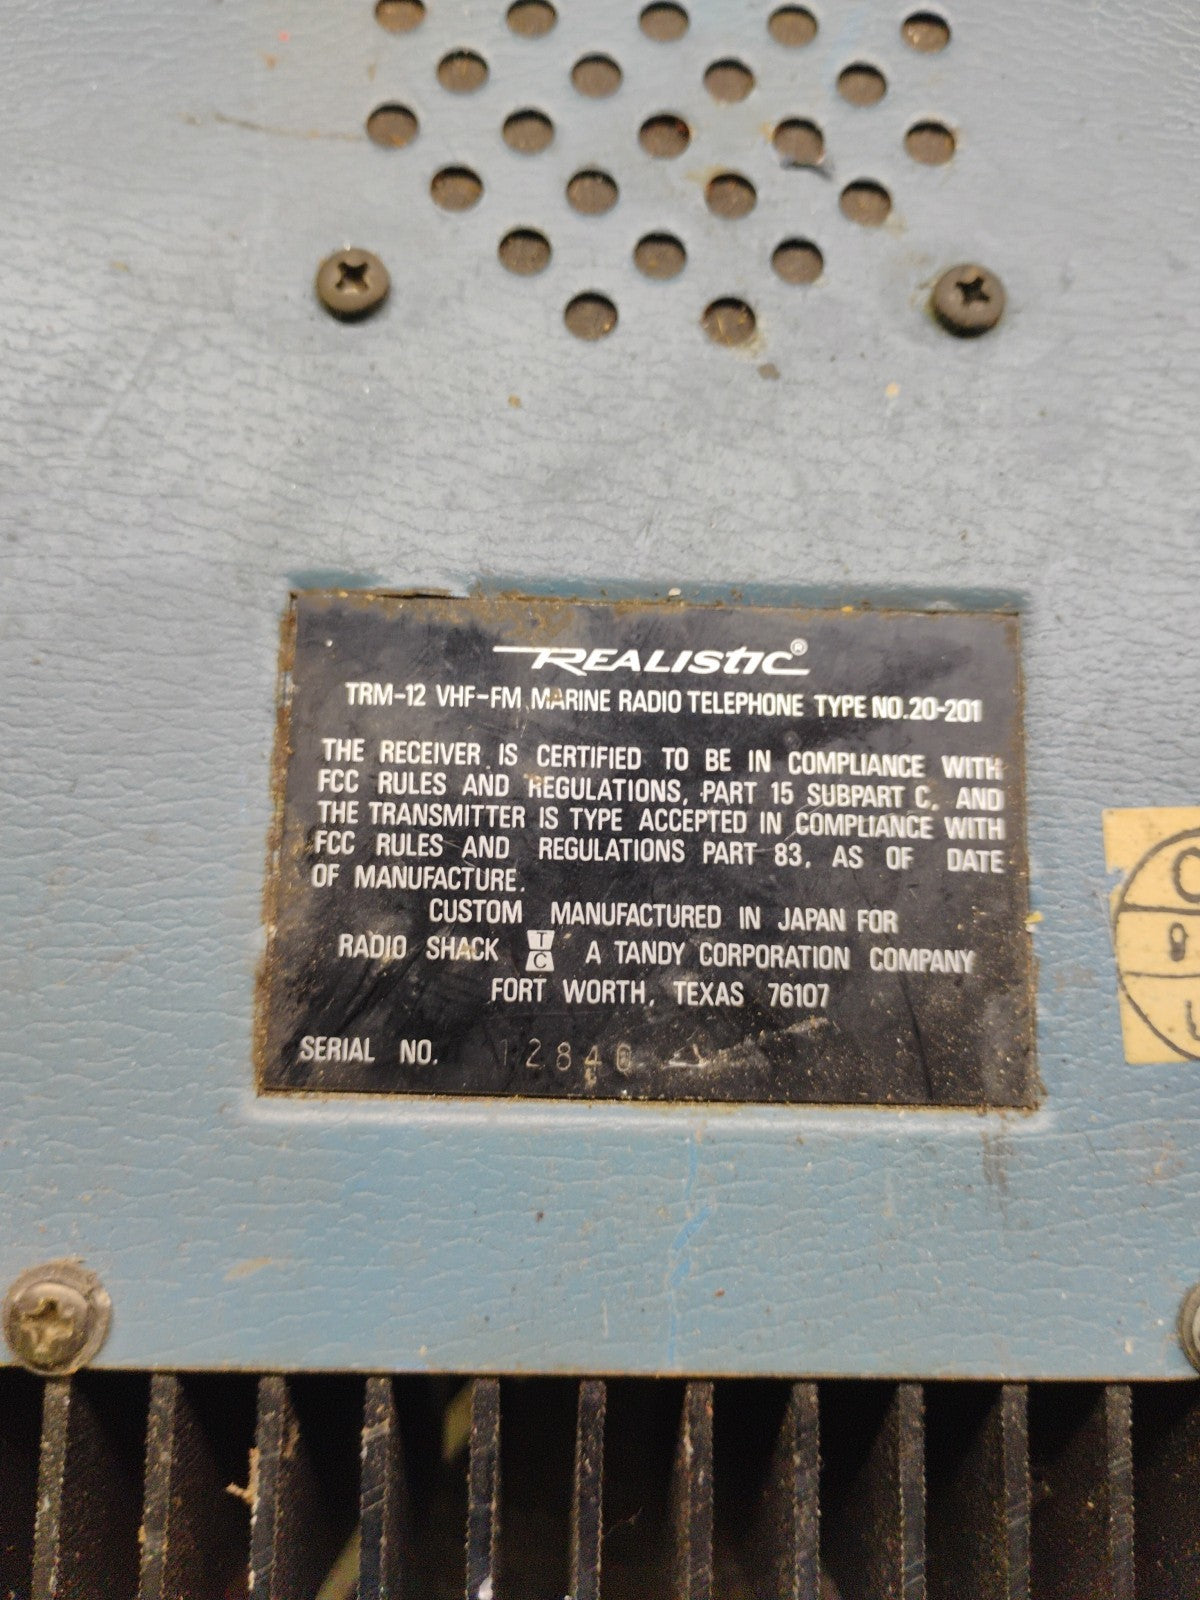 REALISTIC®
TRM-12 VHF-FM MARINE RADIO TELEPHONE TYPE NO.20-201
THE RECEIVER IS CERTIFIED TO BE IN COMPLIANCE WITH
FCC RULES AND REGULATIONS, PART 15 SUBPART C, AND
THE TRANSMITTER IS TYPE ACCEPTED IN COMPLIANCE WITH
FCC RULES AND REGULATIONS PART 83, AS OF DATE
OF MANUFACTURE.
CUSTOM MANUFACTURED IN JAPAN FOR
RADIO SHACK TC A TANDY CORPORATION COMPANY
FORT WORTH, TEXAS 76107
SERIAL NO.